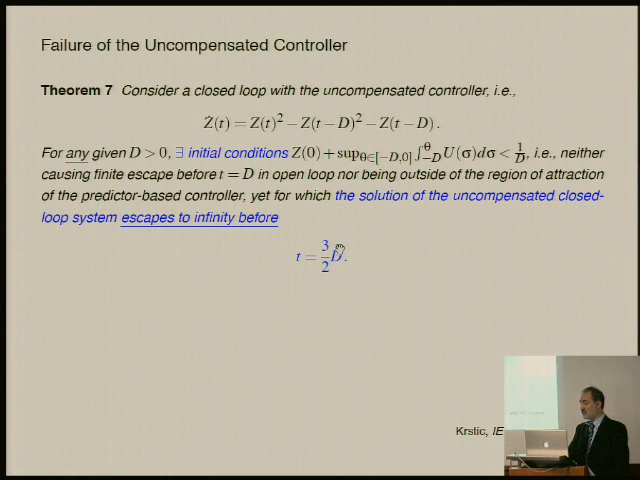 Failure of the Uncompensated Controller
Theorem 7 Consider a closed loop with the uncompensated controller, i.e.,
Ż(t) = Z(t)² − Z(t−D)² − Z(t−D).
For any given D > 0, ∃ initial conditions Z(0) + sup_{θ∈[−D,0]} ∫_{−D}^{θ} U(σ)dσ < 1/D, i.e., neither
causing finite escape before t = D in open loop nor being outside of the region of attraction
of the predictor-based controller, yet for which the solution of the uncompensated closed-
loop system escapes to infinity before
t = 3/2 D.
Krstic, IE